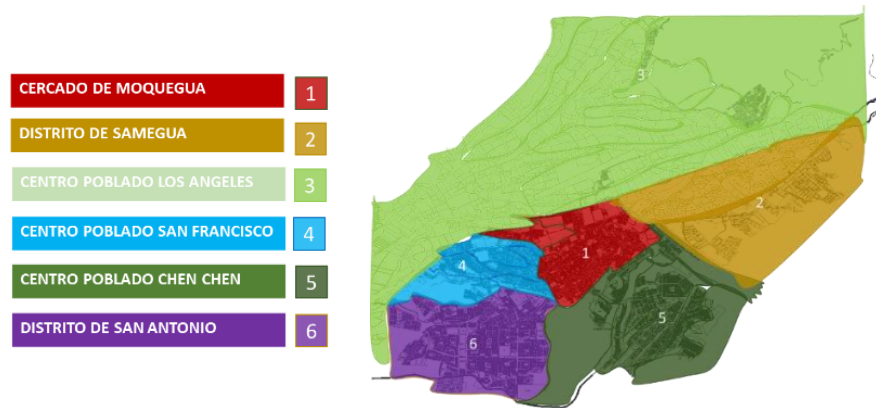 CERCADO DE MOQUEGUA 1
DISTRITO DE SAMEGUA 2
CENTRO POBLADO LOS ANGELES 3
CENTRO POBLADO SAN FRANCISCO 4
CENTRO POBLADO CHEN CHEN 5
DISTRITO DE SAN ANTONIO 6
3
2
1
4
5
6